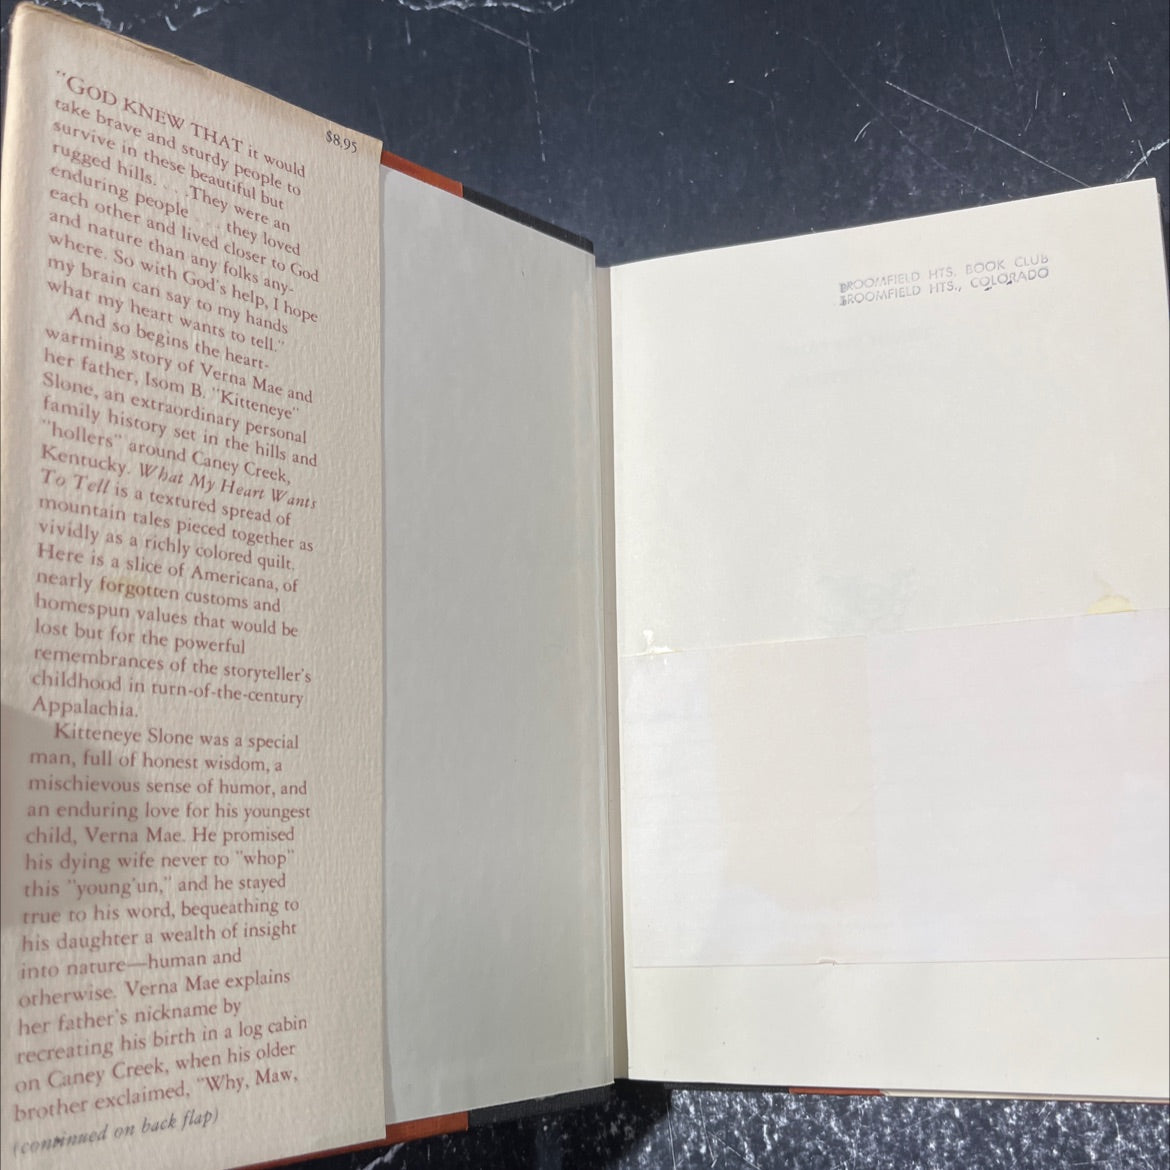 $8.95
"GOD KNEW THAT it would
take brave and sturdy people to
survive in these beautiful but
rugged hills. . . .They were an
enduring people . . . they loved
each other and lived closer to God
and nature than any folks any-
where. So with God's help, I hope
my brain can say to my hands
what my heart wants to tell."
And so begins the heart-
warming story of Verna Mae and
her father, Isom B. "Kitteneye"
Slone, an extraordinary personal
family history set in the hills and
"hollers" around Caney Creek,
Kentucky. What My Heart Wants
To Tell is a textured spread of
mountain tales pieced together as
vividly as a richly colored quilt.
Here is a slice of Americana, of
nearly forgotten customs and
homespun values that would be
lost but for the powerful
remembrances of the storyteller's
childhood in turn-of-the-century
Appalachia.
Kitteneye Slone was a special
man, full of honest wisdom, a
mischievous sense of humor, and
an enduring love for his youngest
child, Verna Mae. He promised
his dying wife never to "whop"
this "young'un," and he stayed
true to his word, bequeathing to
his daughter a wealth of insight
into nature—human and
otherwise. Verna Mae explains
her father's nickname by
recreating his birth in a log cabin
on Caney Creek, when his older
brother exclaimed, "Why, Maw,
(continued on back flap)
BROOMFIELD HTS. BOOK CLUB
BROOMFIELD HTS., COLORADO